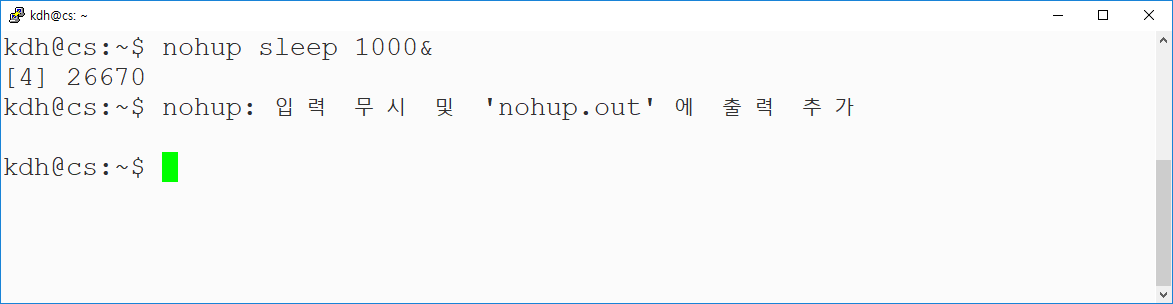 kdh@cs: ~
kdh@cs:~$ nohup sleep 1000&
[4] 26670
kdh@cs:~$ nohup: 입력 무시 및 'nohup.out' 에 출력 추가
kdh@cs:~$